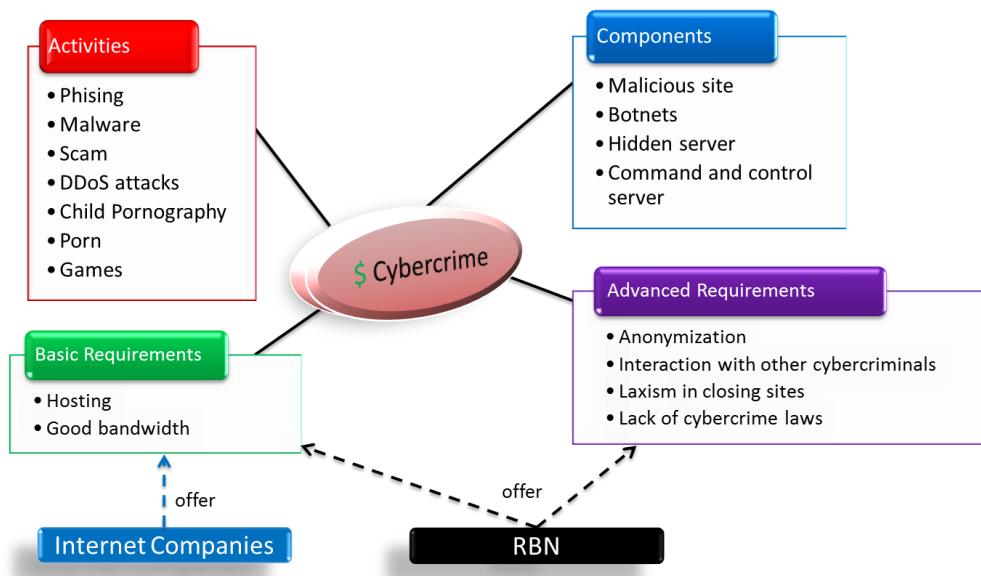 Activities
• Phising
• Malware
• Scam
• DDoS attacks
• Child Pornography
• Porn
• Games
Components
• Malicious site
• Botnets
• Hidden server
• Command and control
server
$ Cybercrime
Basic Requirements
• Hosting
• Good bandwidth
Advanced Requirements
• Anonymization
• Interaction with other cybercriminals
• Laxism in closing sites
• Lack of cybercrime laws
offer
offer
Internet Companies
RBN